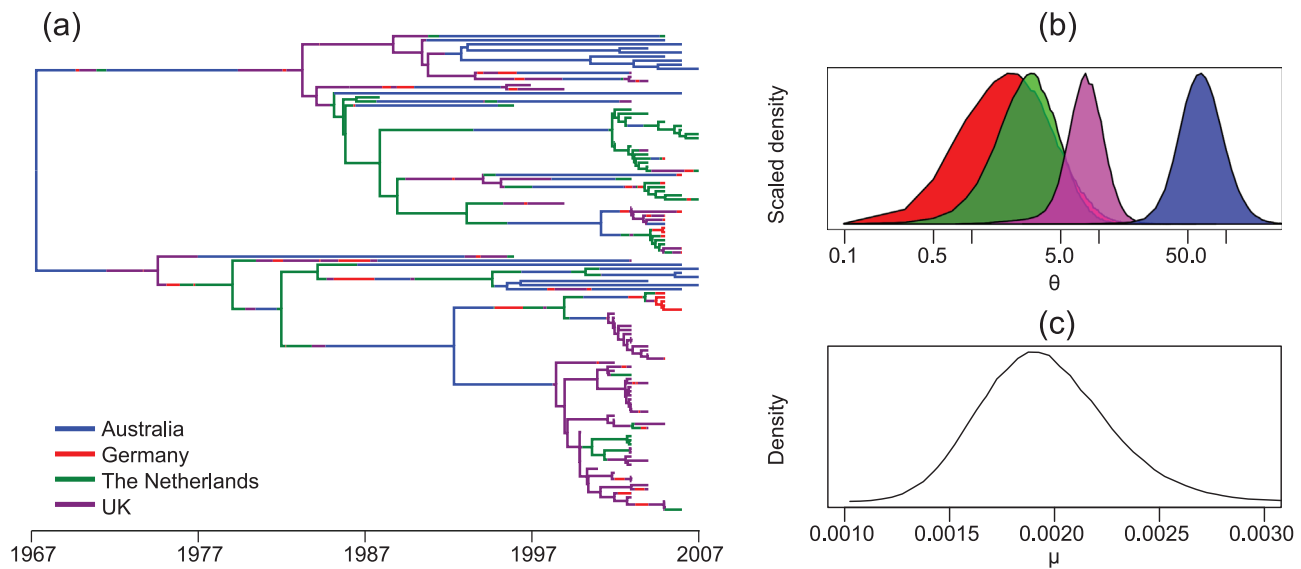 (a)
Australia
Germany
The Netherlands
UK
1967 1977 1987 1997 2007
(b)
Scaled density
0.1 0.5 5.0 50.0
θ
(c)
Density
0.0010 0.0015 0.0020 0.0025 0.0030
μ